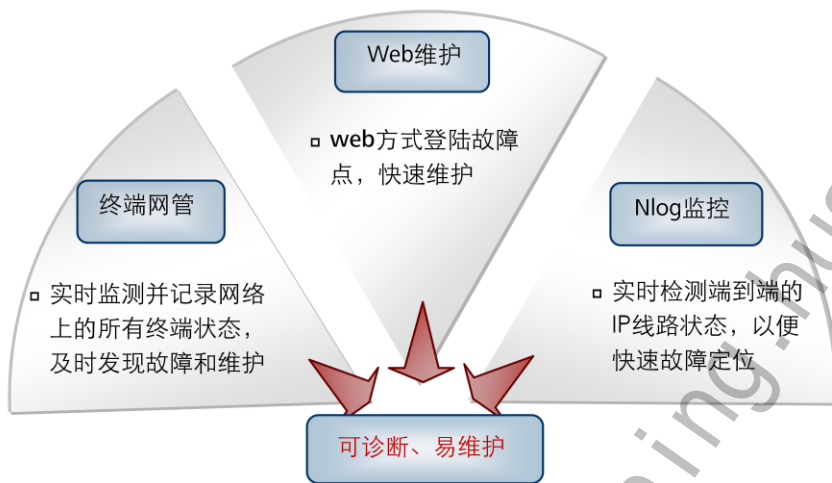 Web维护
▫ web方式登陆故障
点，快速维护
终端网管
▫ 实时监测并记录网络
上的所有终端状态，
及时发现故障和维护
Nlog监控
▫ 实时检测端到端的
IP线路状态，以便
快速故障定位
可诊断、易维护
ning.hu